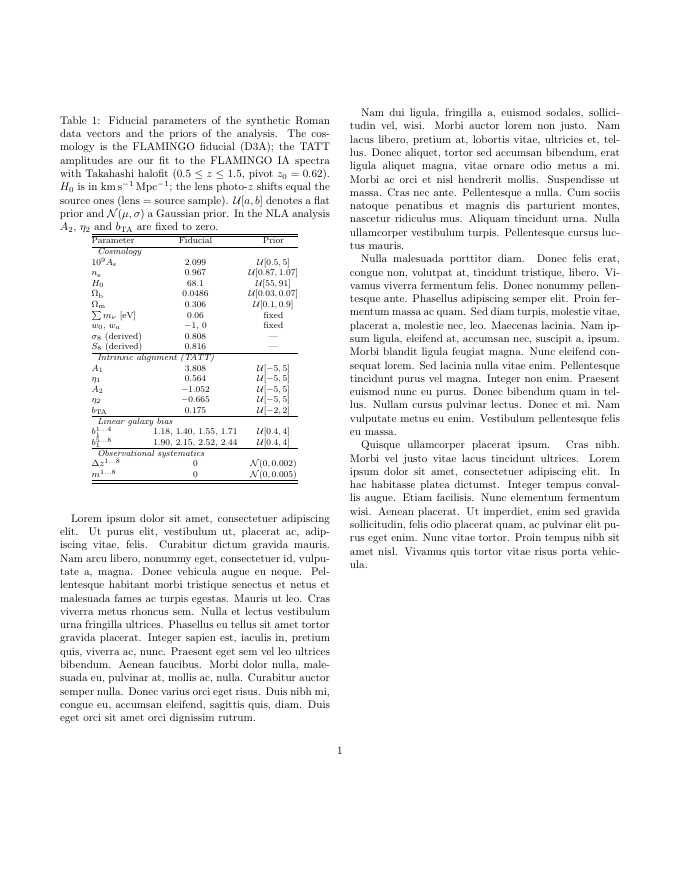 Table 1: Fiducial parameters of the synthetic Roman
data vectors and the priors of the analysis. The cos-
mology is the FLAMINGO fiducial (D3A); the TATT
amplitudes are our fit to the FLAMINGO IA spectra
with Takahashi halofit (0.5 ≤ z ≤ 1.5, pivot z₀ = 0.62).
H₀ is in km s⁻¹ Mpc⁻¹; the lens photo-z shifts equal the
source ones (lens = source sample). 𝒰[a, b] denotes a flat
prior and 𝒩(μ, σ) a Gaussian prior. In the NLA analysis
A₂, η₂ and b_TA are fixed to zero.
Parameter Fiducial Prior
Cosmology
10⁹A_s 2.099 𝒰[0.5, 5]
n_s 0.967 𝒰[0.87, 1.07]
H₀ 68.1 𝒰[55, 91]
Ω_b 0.0486 𝒰[0.03, 0.07]
Ω_m 0.306 𝒰[0.1, 0.9]
∑ m_ν [eV] 0.06 fixed
w₀, w_a −1, 0 fixed
σ₈ (derived) 0.808 —
S₈ (derived) 0.816 —
Intrinsic alignment (TATT)
A₁ 3.808 𝒰[−5, 5]
η₁ 0.564 𝒰[−5, 5]
A₂ −1.052 𝒰[−5, 5]
η₂ −0.665 𝒰[−5, 5]
b_TA 0.175 𝒰[−2, 2]
Linear galaxy bias
b₁¹···⁴ 1.18, 1.40, 1.55, 1.71 𝒰[0.4, 4]
b₁⁵···⁸ 1.90, 2.15, 2.52, 2.44 𝒰[0.4, 4]
Observational systematics
Δz¹···⁸ 0 𝒩(0, 0.002)
m¹···⁸ 0 𝒩(0, 0.005)
Lorem ipsum dolor sit amet, consectetuer adipiscing
elit. Ut purus elit, vestibulum ut, placerat ac, adip-
iscing vitae, felis. Curabitur dictum gravida mauris.
Nam arcu libero, nonummy eget, consectetuer id, vulpu-
tate a, magna. Donec vehicula augue eu neque. Pel-
lentesque habitant morbi tristique senectus et netus et
malesuada fames ac turpis egestas. Mauris ut leo. Cras
viverra metus rhoncus sem. Nulla et lectus vestibulum
urna fringilla ultrices. Phasellus eu tellus sit amet tortor
gravida placerat. Integer sapien est, iaculis in, pretium
quis, viverra ac, nunc. Praesent eget sem vel leo ultrices
bibendum. Aenean faucibus. Morbi dolor nulla, male-
suada eu, pulvinar at, mollis ac, nulla. Curabitur auctor
semper nulla. Donec varius orci eget risus. Duis nibh mi,
congue eu, accumsan eleifend, sagittis quis, diam. Duis
eget orci sit amet orci dignissim rutrum.
Nam dui ligula, fringilla a, euismod sodales, sollici-
tudin vel, wisi. Morbi auctor lorem non justo. Nam
lacus libero, pretium at, lobortis vitae, ultricies et, tel-
lus. Donec aliquet, tortor sed accumsan bibendum, erat
ligula aliquet magna, vitae ornare odio metus a mi.
Morbi ac orci et nisl hendrerit mollis. Suspendisse ut
massa. Cras nec ante. Pellentesque a nulla. Cum sociis
natoque penatibus et magnis dis parturient montes,
nascetur ridiculus mus. Aliquam tincidunt urna. Nulla
ullamcorper vestibulum turpis. Pellentesque cursus luc-
tus mauris.
Nulla malesuada porttitor diam. Donec felis erat,
congue non, volutpat at, tincidunt tristique, libero. Vi-
vamus viverra fermentum felis. Donec nonummy pellen-
tesque ante. Phasellus adipiscing semper elit. Proin fer-
mentum massa ac quam. Sed diam turpis, molestie vitae,
placerat a, molestie nec, leo. Maecenas lacinia. Nam ip-
sum ligula, eleifend at, accumsan nec, suscipit a, ipsum.
Morbi blandit ligula feugiat magna. Nunc eleifend con-
sequat lorem. Sed lacinia nulla vitae enim. Pellentesque
tincidunt purus vel magna. Integer non enim. Praesent
euismod nunc eu purus. Donec bibendum quam in tel-
lus. Nullam cursus pulvinar lectus. Donec et mi. Nam
vulputate metus eu enim. Vestibulum pellentesque felis
eu massa.
Quisque ullamcorper placerat ipsum. Cras nibh.
Morbi vel justo vitae lacus tincidunt ultrices. Lorem
ipsum dolor sit amet, consectetuer adipiscing elit. In
hac habitasse platea dictumst. Integer tempus conval-
lis augue. Etiam facilisis. Nunc elementum fermentum
wisi. Aenean placerat. Ut imperdiet, enim sed gravida
sollicitudin, felis odio placerat quam, ac pulvinar elit pu-
rus eget enim. Nunc vitae tortor. Proin tempus nibh sit
amet nisl. Vivamus quis tortor vitae risus porta vehic-
ula.
1